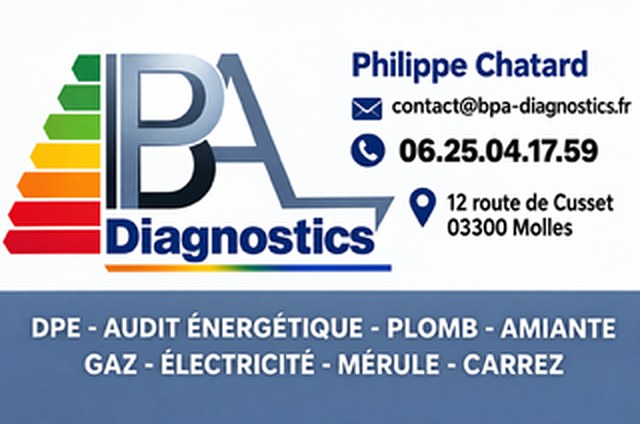 BPA
Diagnostics
Philippe Chatard
contact@bpa-diagnostics.fr
06.25.04.17.59
12 route de Cusset
03300 Molles
DPE - AUDIT ÉNERGÉTIQUE - PLOMB - AMIANTE
GAZ - ÉLECTRICITÉ - MÉRULE - CARREZ